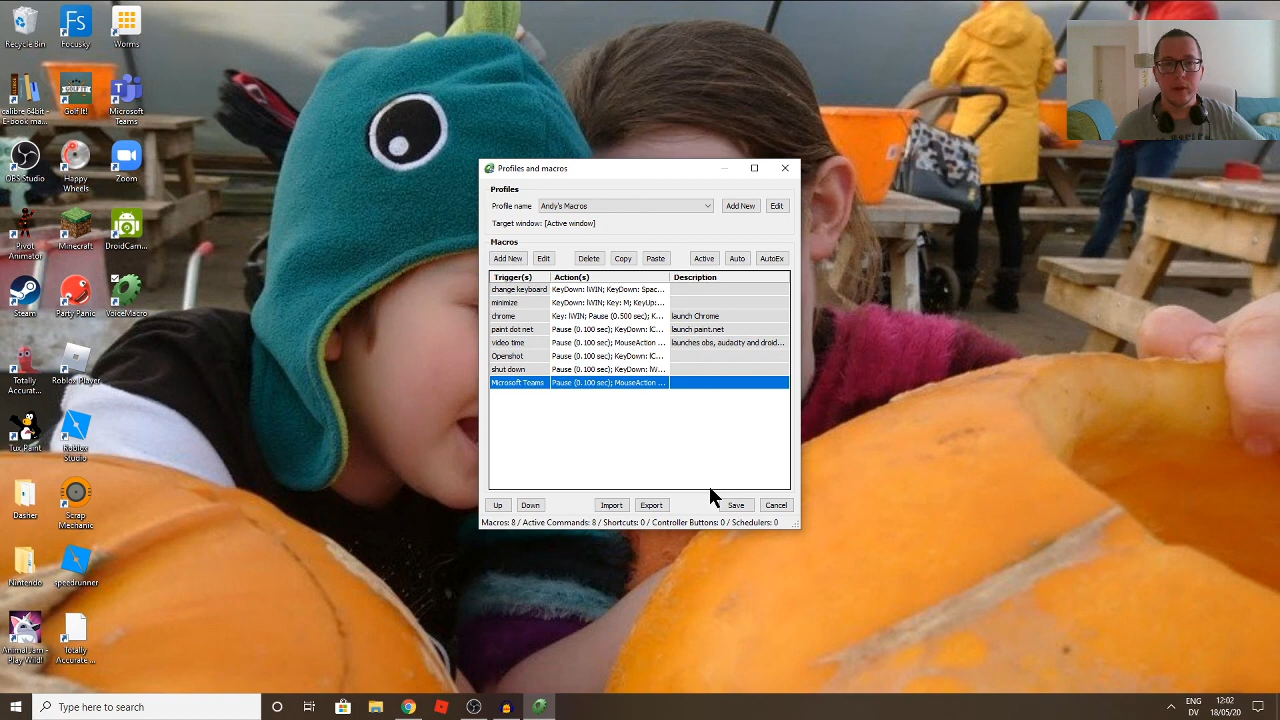 Recycle Bin
Focusky
Worms
calibre 64bit -
E-book ma...
Golf It!
Microsoft
Teams
OBS Studio
Happy
Wheels
Zoom
Pivot
Animator
Minecraft
DroidCam...
Steam
Party Panic
VoiceMacro
Totally
Accurat...
Roblox Player
Tux Paint
Roblox
Studio
Dasher
Scrap
Mechanic
Nintendo
speedrunner
Animal Jam -
Play Wild!
Totally
Accurate ...
Profiles and macros
Profiles
Profile name
Andy's Macros
Add New
Edit
Target window: [Active window]
Macros
Add New
Edit
Delete
Copy
Paste
Active
Auto
AutoEx
Trigger(s) Action(s) Description
change keyboard KeyDown: lWIN; KeyDown: Spac...
minimize KeyDown: lWIN; Key: M; KeyUp:...
chrome Key: lWIN; Pause (0.500 sec); K... launch Chrome
paint dot net Pause (0.100 sec); KeyDown: lC... launch paint.net
video time Pause (0.100 sec); MouseAction ... launches obs, audacity and droid...
Openshot Pause (0.100 sec); KeyDown: lC...
shut down Pause (0.100 sec); KeyDown: lW...
Microsoft Teams Pause (0.100 sec); MouseAction ...
Up
Down
Import
Export
Save
Cancel
Macros: 8 / Active Commands: 8 / Shortcuts: 0 / Controller Buttons: 0 / Schedulers: 0
Type here to search
ENG
DV
12:02
18/05/20